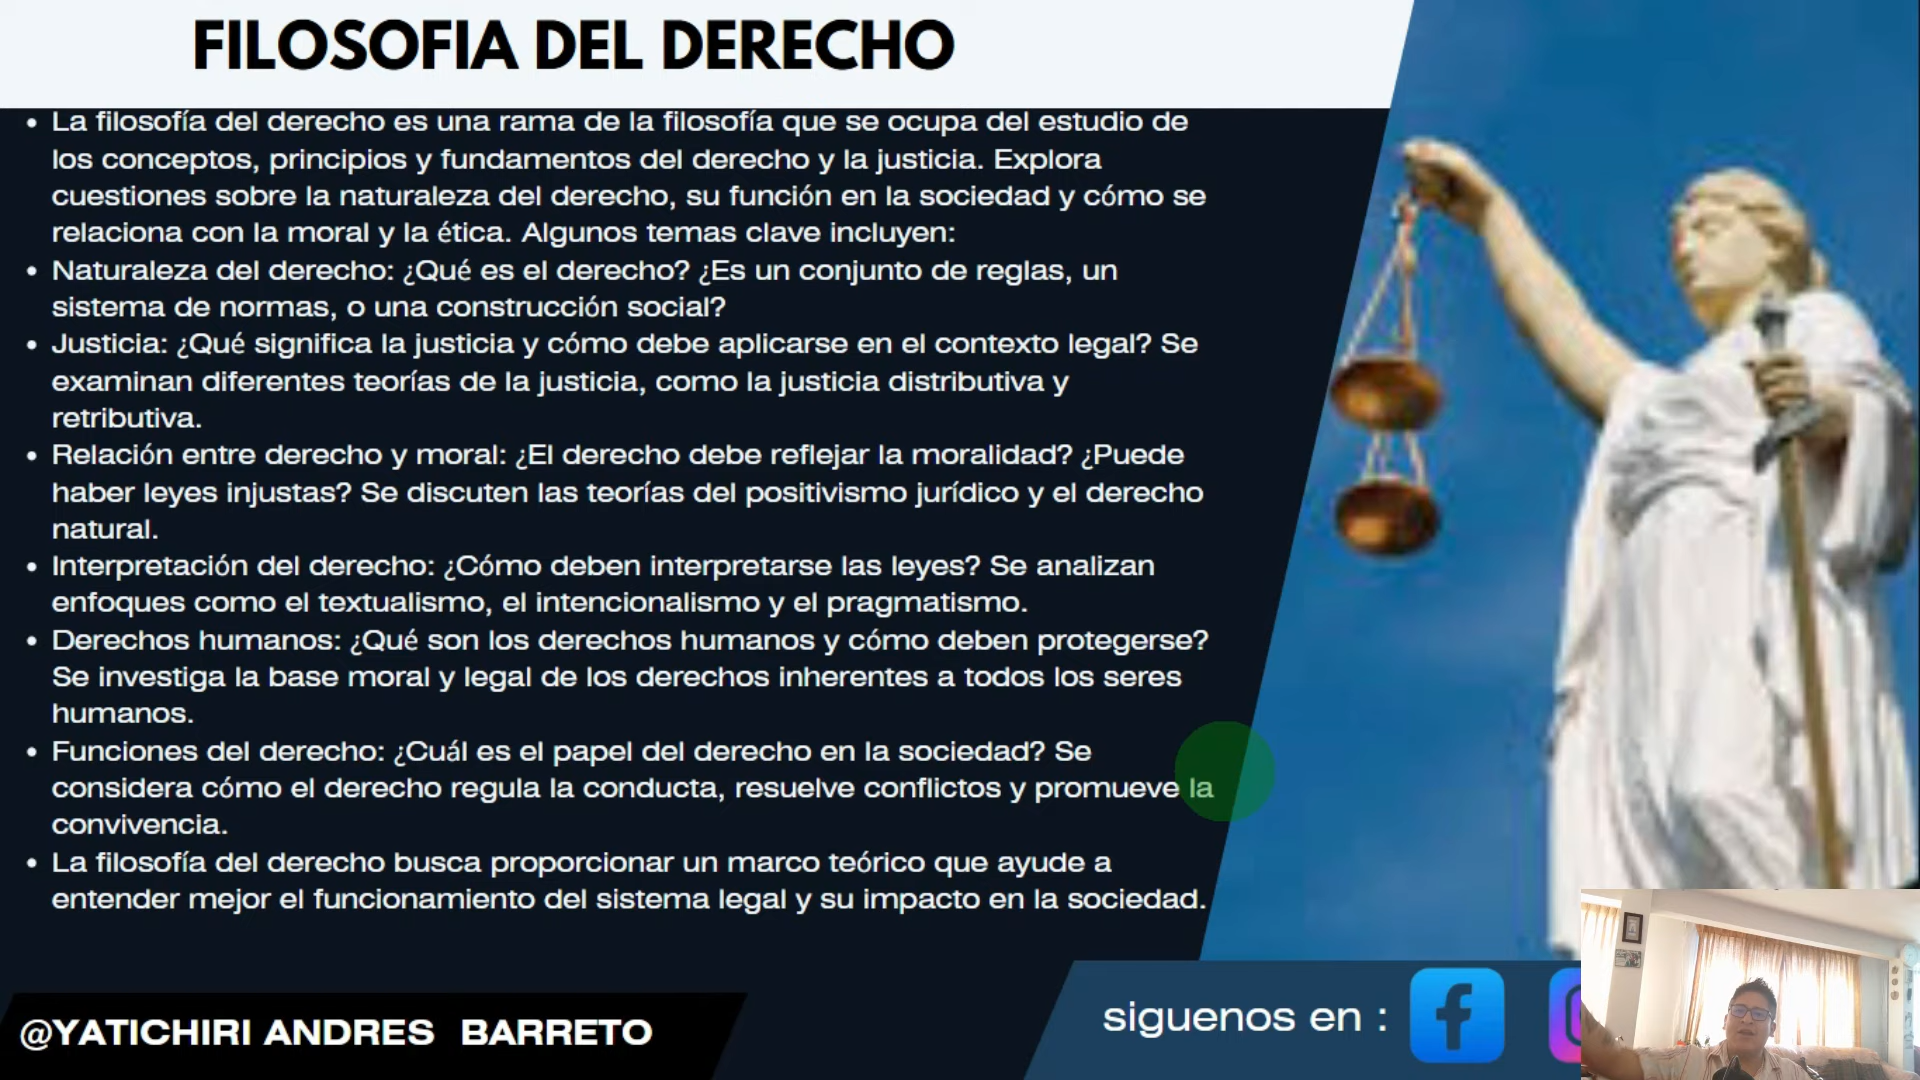 FILOSOFIA DEL DERECHO
La filosofía del derecho es una rama de la filosofía que se ocupa del estudio de
los conceptos, principios y fundamentos del derecho y la justicia. Explora
cuestiones sobre la naturaleza del derecho, su función en la sociedad y cómo se
relaciona con la moral y la ética. Algunos temas clave incluyen:
Naturaleza del derecho: ¿Qué es el derecho? ¿Es un conjunto de reglas, un
sistema de normas, o una construcción social?
Justicia: ¿Qué significa la justicia y cómo debe aplicarse en el contexto legal? Se
examinan diferentes teorías de la justicia, como la justicia distributiva y
retributiva.
Relación entre derecho y moral: ¿El derecho debe reflejar la moralidad? ¿Puede
haber leyes injustas? Se discuten las teorías del positivismo jurídico y el derecho
natural.
Interpretación del derecho: ¿Cómo deben interpretarse las leyes? Se analizan
enfoques como el textualismo, el intencionalismo y el pragmatismo.
Derechos humanos: ¿Qué son los derechos humanos y cómo deben protegerse?
Se investiga la base moral y legal de los derechos inherentes a todos los seres
humanos.
Funciones del derecho: ¿Cuál es el papel del derecho en la sociedad? Se
considera cómo el derecho regula la conducta, resuelve conflictos y promueve la
convivencia.
La filosofía del derecho busca proporcionar un marco teórico que ayude a
entender mejor el funcionamiento del sistema legal y su impacto en la sociedad.
siguenos en :
@YATICHIRI ANDRES BARRETO